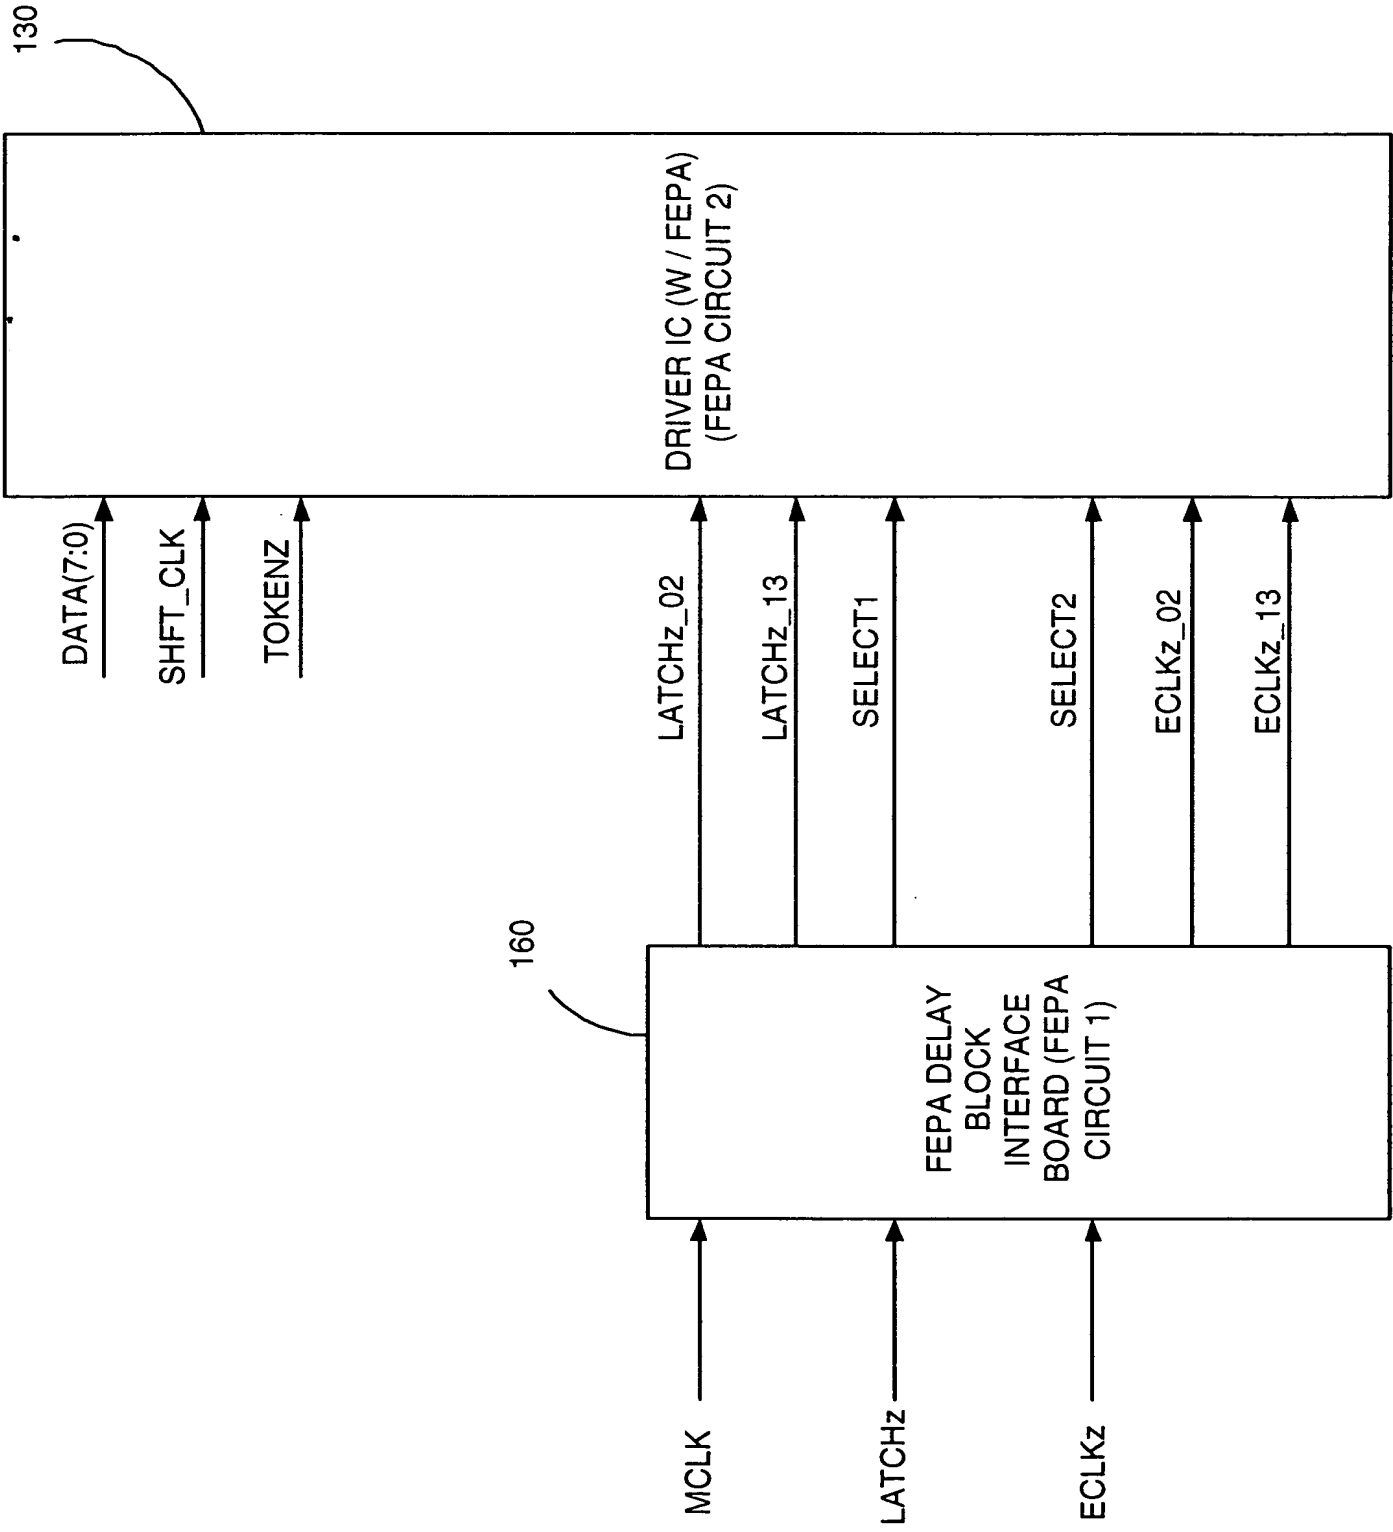 130
DATA(7:0)
SHFT_CLK
TOKENZ
DRIVER IC (W / FEPA)
(FEPA CIRCUIT 2)
160
LATCHz_02
LATCHz_13
SELECT1
SELECT2
ECLKz_02
ECLKz_13
FEPA DELAY
BLOCK
INTERFACE
BOARD (FEPA
CIRCUIT 1)
MCLK
LATCHz
ECLKz